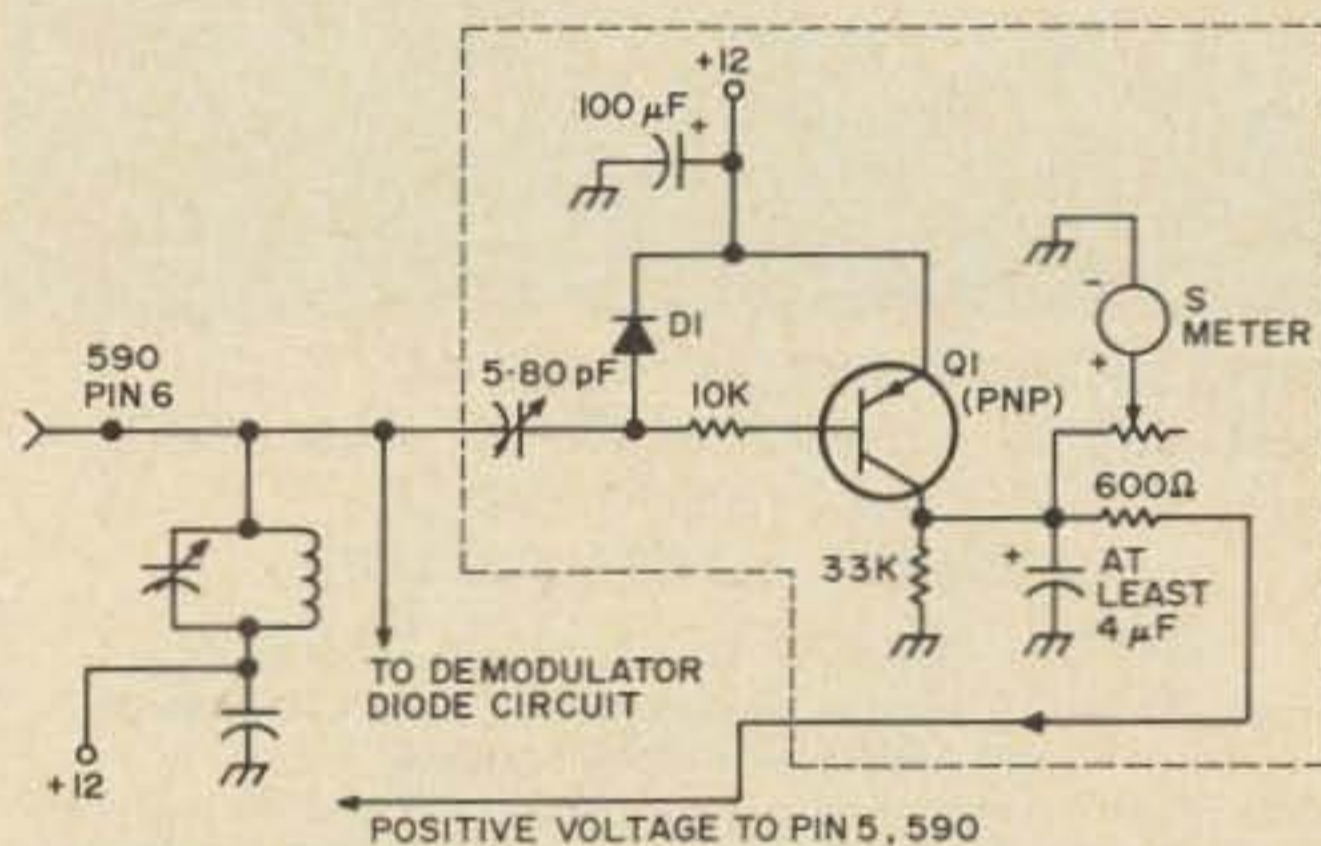 +12
100 μF
+
590
PIN 6
D1
5-80 pF
10K
Q1
(PNP)
-
S
METER
+
600Ω
33K
+
AT
LEAST
4 μF
TO DEMODULATOR
DIODE CIRCUIT
+12
POSITIVE VOLTAGE TO PIN 5, 590